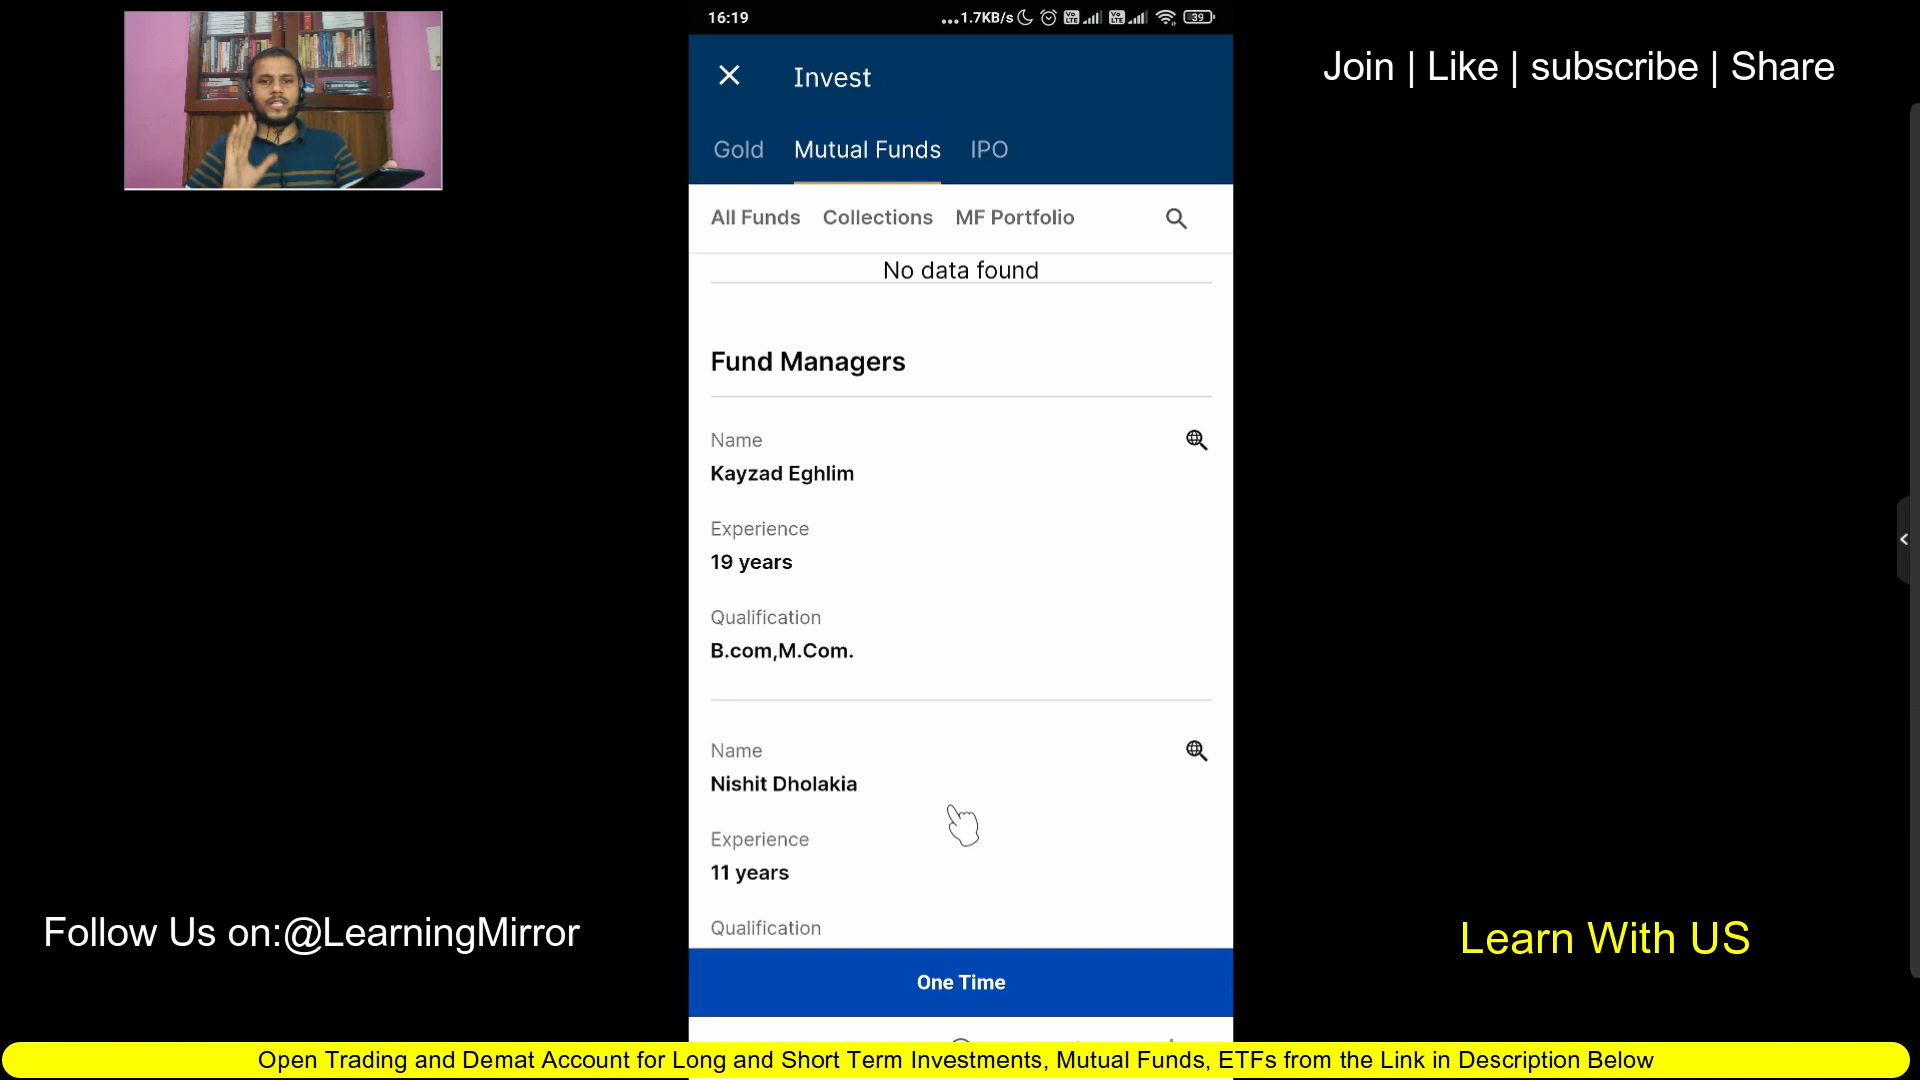 16:19
...1.7KB/s
39
Join | Like | subscribe | Share
Invest
Gold Mutual Funds IPO
All Funds Collections MF Portfolio
No data found
Fund Managers
Name
Kayzad Eghlim
Experience
19 years
Qualification
B.com,M.Com.
Name
Nishit Dholakia
Experience
11 years
Qualification
One Time
Follow Us on:@LearningMirror
Learn With US
Open Trading and Demat Account for Long and Short Term Investments, Mutual Funds, ETFs from the Link in Description Below